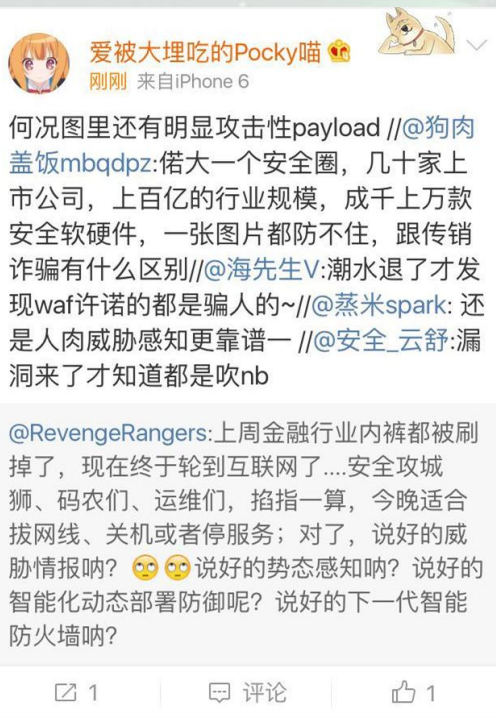 爱被大埋吃的Pocky喵
刚刚 来自iPhone 6
何况图里还有明显攻击性payload //@狗肉
盖饭mbqdpz:偌大一个安全圈，几十家上
市公司，上百亿的行业规模，成千上万款
安全软硬件，一张图片都防不住，跟传销
诈骗有什么区别//@海先生V:潮水退了才发
现waf许诺的都是骗人的~//@蒸米spark: 还
是人肉威胁感知更靠谱一 //@安全_云舒:漏
洞来了才知道都是吹nb
@RevengeRangers:上周金融行业内裤都被刷
掉了，现在终于轮到互联网了....安全攻城
狮、码农们、运维们，掐指一算，今晚适合
拔网线、关机或者停服务；对了，说好的威
胁情报呐？🙄🙄说好的势态感知呐？说好的
智能化动态部署防御呢？说好的下一代智能
防火墙呐？
1 评论 1